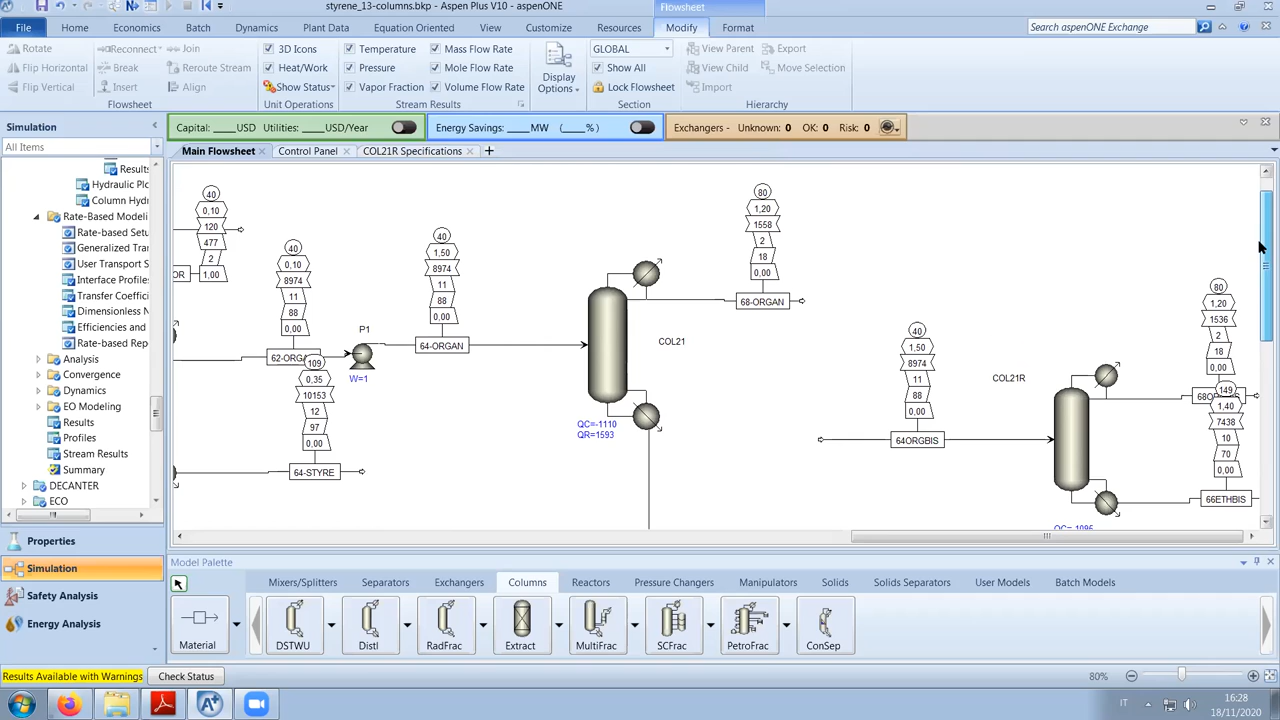 styrene_13-columns.bkp - Aspen Plus V10 - aspenONE
Flowsheet
File Home Economics Batch Dynamics Plant Data Equation Oriented View Customize Resources Modify Format
Search aspenONE Exchange
Rotate Reconnect Join
Flip Horizontal Break Reroute Stream
Flip Vertical Insert Align
Flowsheet
3D Icons
Heat/Work
Show Status
Unit Operations
Temperature Mass Flow Rate
Pressure Mole Flow Rate
Vapor Fraction Volume Flow Rate
Stream Results
Display
Options
GLOBAL
Show All
Lock Flowsheet
Section
View Parent Export
View Child Move Selection
Import
Hierarchy
Capital: ____USD Utilities: ____USD/Year
Energy Savings: ____MW (____%)
Exchangers - Unknown: 0 OK: 0 Risk: 0
Simulation
All Items
Main Flowsheet Control Panel COL21R Specifications +
Results
Hydraulic Plo
Column Hydr
Rate-Based Modeli
Rate-based Setu
Generalized Tra
User Transport S
Interface Profiles
Transfer Coeffici
Dimensionless N
Efficiencies and
Rate-based Rep
Analysis
Convergence
Dynamics
EO Modeling
Results
Profiles
Stream Results
Summary
DECANTER
ECO
Properties
Simulation
Safety Analysis
Energy Analysis
40
0,10
120
477
2
1,00
OR
40
0,10
8974
11
88
0,00
62-ORGA
P1
W=1
109
0,35
10153
12
97
0,00
64-STYRE
40
1,50
8974
11
88
0,00
64-ORGAN
COL21
QC=-1110
QR=1593
80
1,20
1558
2
18
0,00
68-ORGAN
40
1,50
8974
11
88
0,00
64ORGBIS
COL21R
80
1,20
1536
2
18
0,00
149
1,40
7438
10
70
0,00
66ETHBIS
Model Palette
Mixers/Splitters Separators Exchangers Columns Reactors Pressure Changers Manipulators Solids Solids Separators User Models Batch Models
Material DSTWU Distl RadFrac Extract MultiFrac SCFrac PetroFrac ConSep
Results Available with Warnings Check Status
80%
IT
16:28
18/11/2020